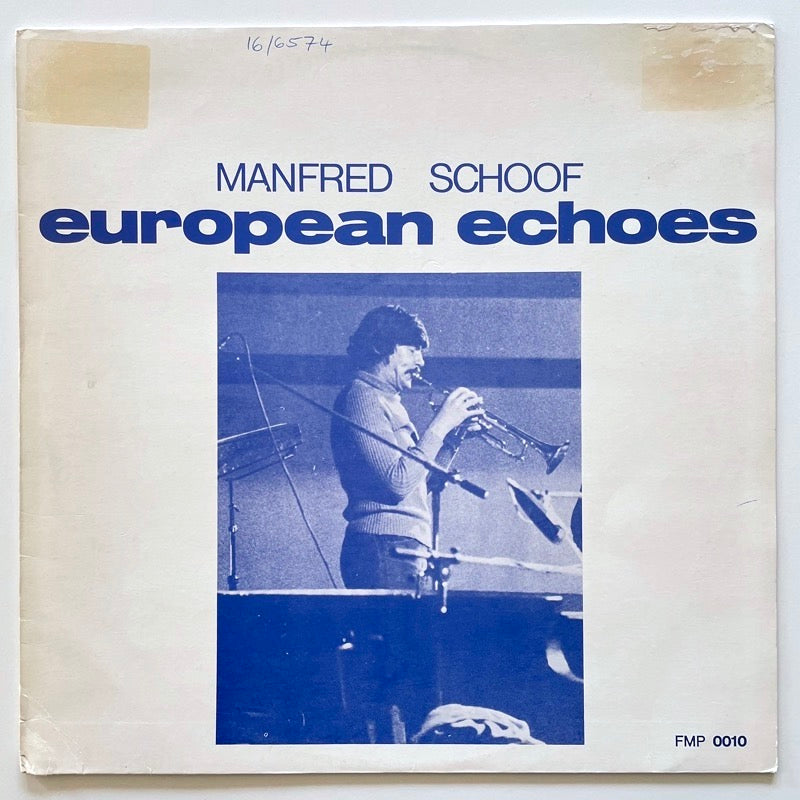 16/6574
MANFRED SCHOOF
european echoes
FMP 0010